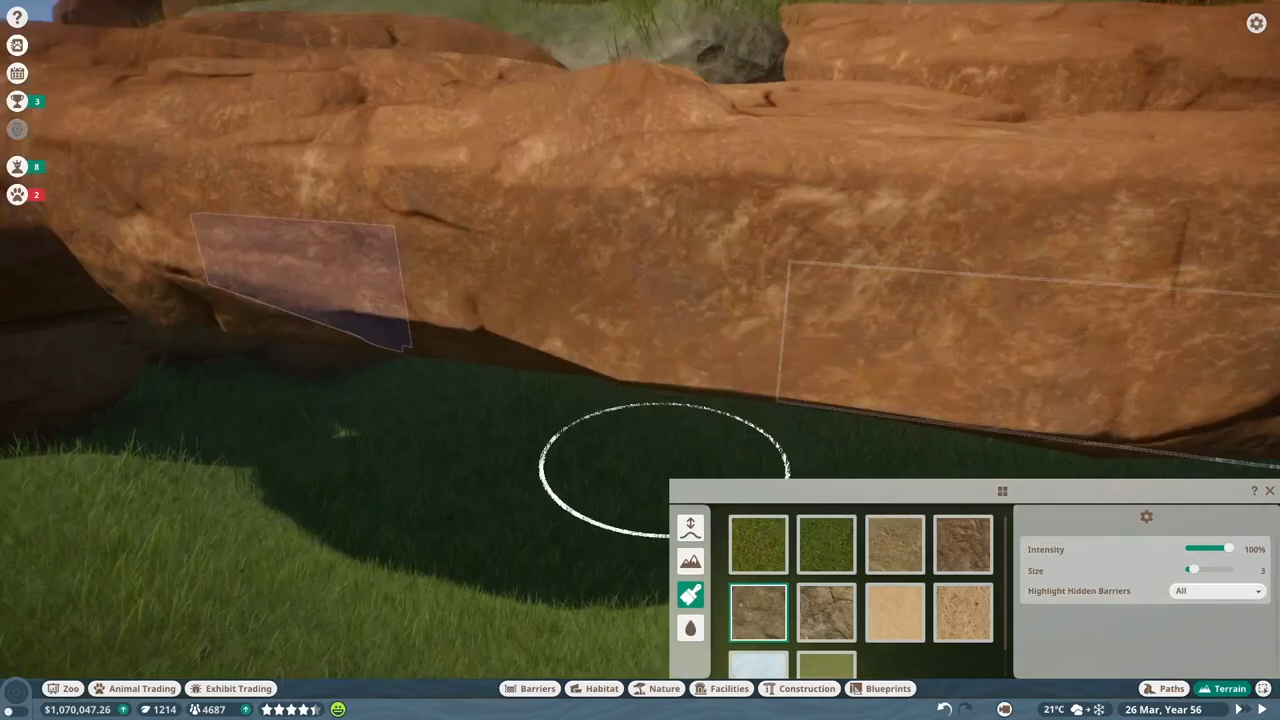 ?
3
8
2
? ×
Intensity 100%
Size 3
Highlight Hidden Barriers All
Zoo Animal Trading Exhibit Trading Barriers Habitat Nature Facilities Construction Blueprints Paths Terrain
$1,070,047.26 1214 4687 21°C 26 Mar, Year 56